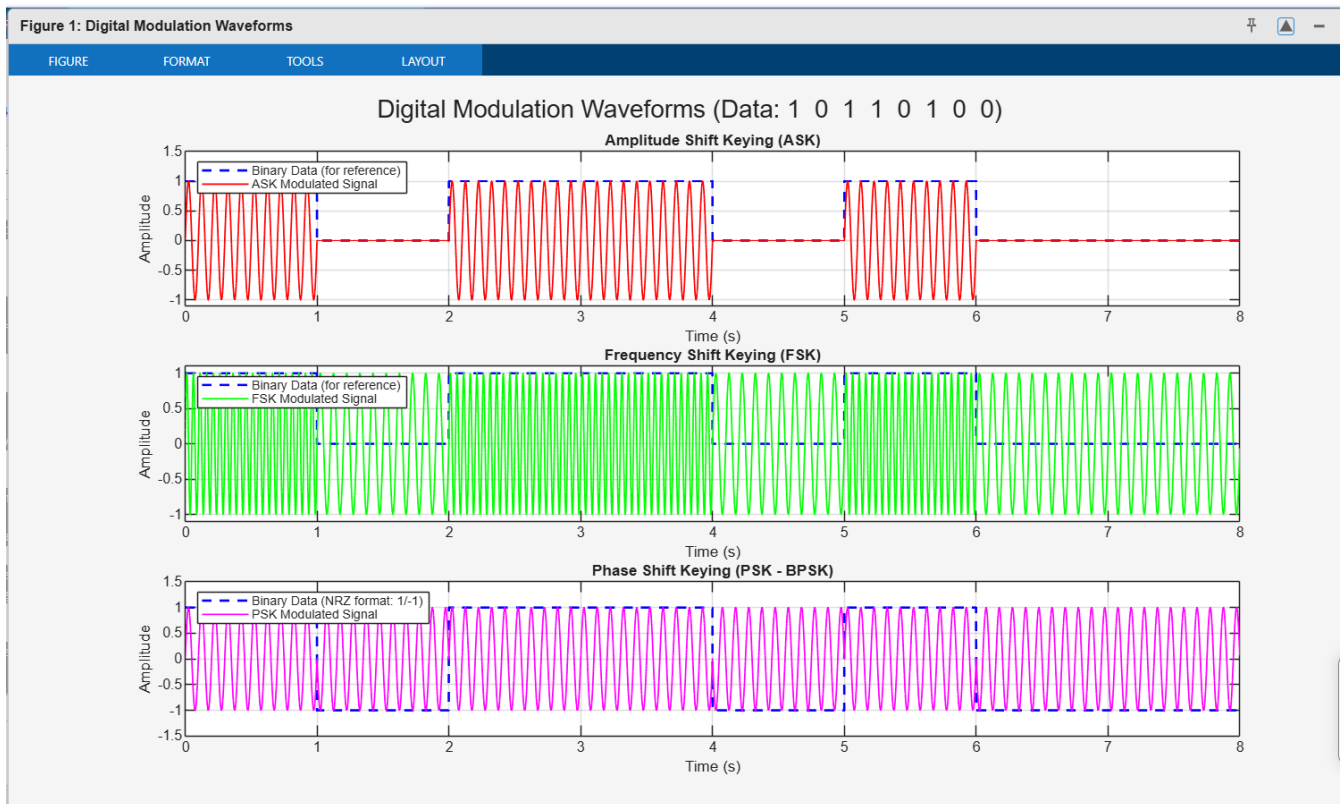 Figure 1: Digital Modulation Waveforms
FIGURE FORMAT TOOLS LAYOUT
Digital Modulation Waveforms (Data: 1 0 1 1 0 1 0 0)
Amplitude Shift Keying (ASK)
1.5
1
0.5
0
-0.5
-1
Amplitude
Binary Data (for reference)
ASK Modulated Signal
0 1 2 3 4 5 6 7 8
Time (s)
Frequency Shift Keying (FSK)
1
0.5
0
-0.5
-1
Amplitude
Binary Data (for reference)
FSK Modulated Signal
0 1 2 3 4 5 6 7 8
Time (s)
Phase Shift Keying (PSK - BPSK)
1.5
1
0.5
0
-0.5
-1
-1.5
Amplitude
Binary Data (NRZ format: 1/-1)
PSK Modulated Signal
0 1 2 3 4 5 6 7 8
Time (s)